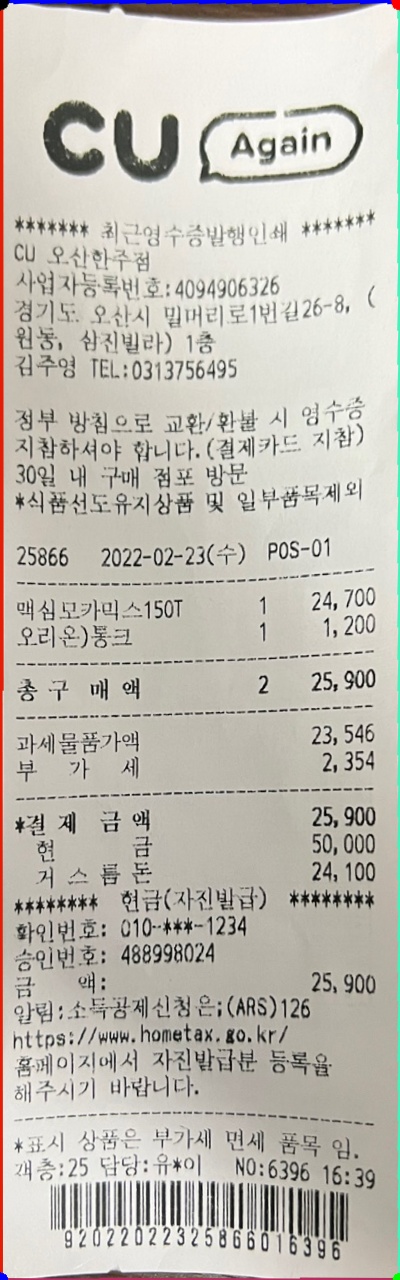 CU Again
******* 최근영수증발행인쇄 *******
CU 오산한주점
사업자등록번호:4094906326
경기도 오산시 밀머리로1번길26-8, (
원동, 삼진빌라) 1층
김주영 TEL:0313756495
정부 방침으로 교환/환불 시 영수증
지참하셔야 합니다.(결제카드 지참)
30일 내 구매 점포 방문
*식품선도유지상품 및 일부품목제외
25866 2022-02-23(수) POS-01
맥심모카믹스150T 1 24,700
오리온)통크 1 1,200
총 구 매 액 2 25,900
과세물품가액 23,546
부 가 세 2,354
*결 제 금 액 25,900
현 금 50,000
거 스 름 돈 24,100
******** 현금(자진발급) ********
확인번호: 010-***-1234
승인번호: 488998024
금 액: 25,900
알림:소득공제신청은;(ARS)126
https://www.hometax.go.kr/
홈페이지에서 자진발급분 등록을
해주시기 바랍니다.
*표시 상품은 부가세 면세 품목 임.
객층:25 담당:유*이 NO:6396 16:39
92022022325866016396